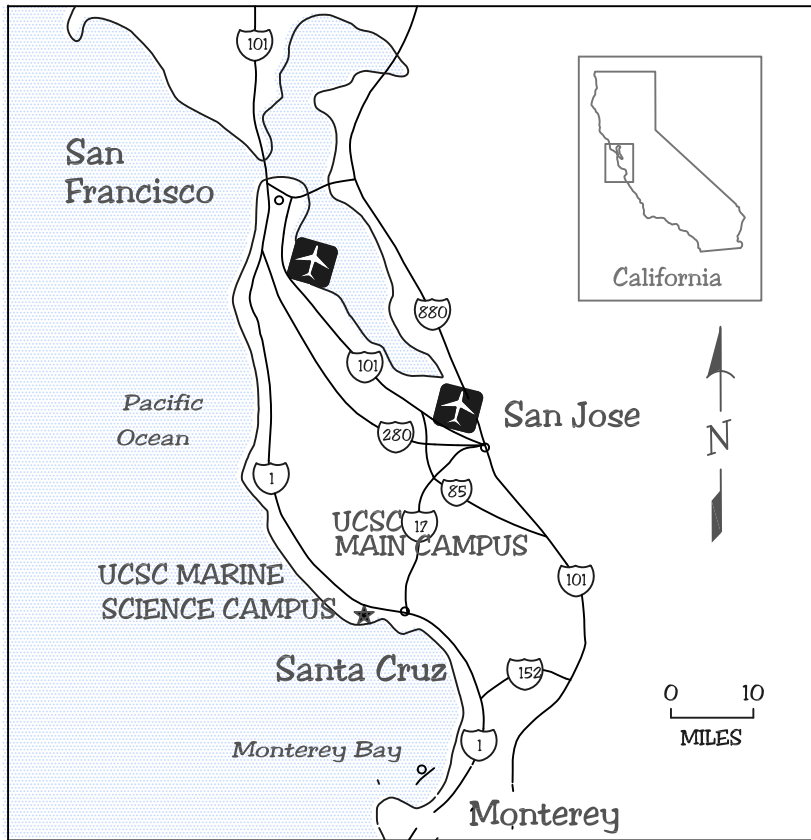 101
San
Francisco
California
880
101
San Jose
Pacific
Ocean
280
N
1
85
UCSC
17
MAIN CAMPUS
UCSC MARINE
SCIENCE CAMPUS
101
Santa Cruz
152
0 10
MILES
Monterey Bay
1
Monterey